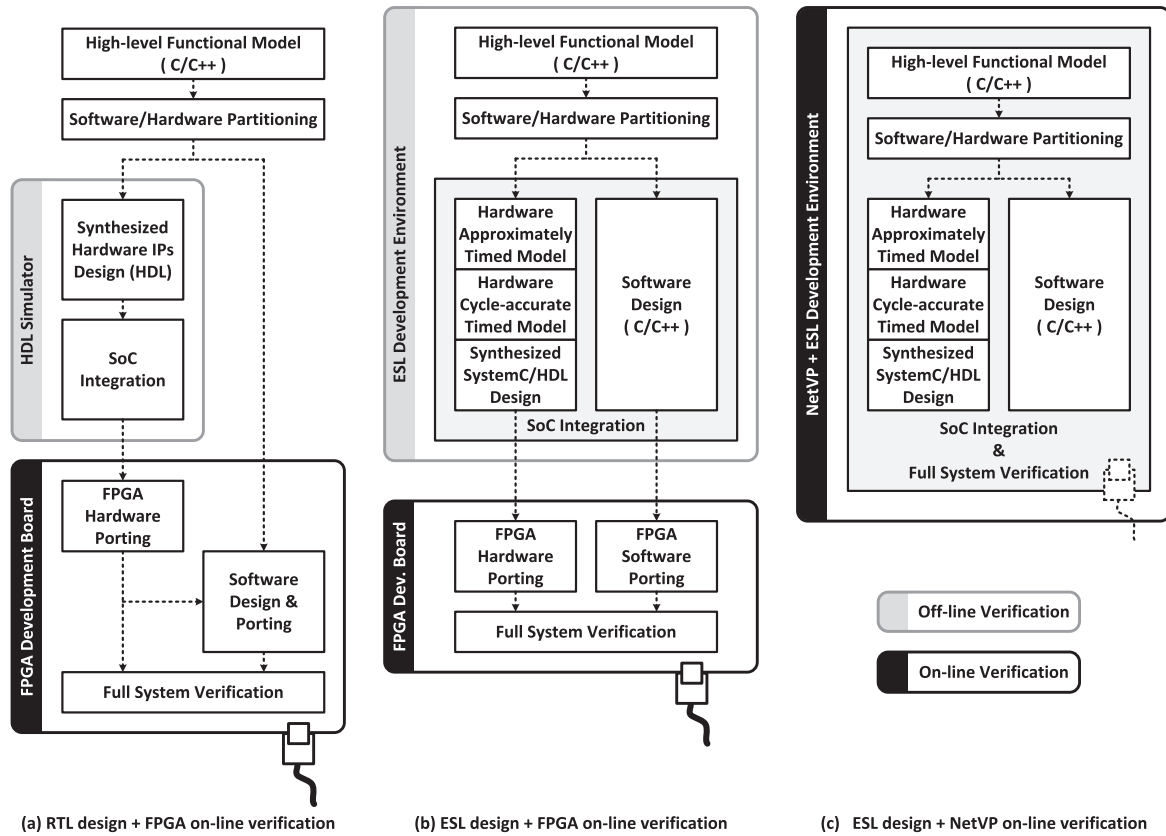 High-level Functional Model
( C/C++ )
Software/Hardware Partitioning
HDL Simulator
Synthesized
Hardware IPs
Design (HDL)
SoC
Integration
FPGA Development Board
FPGA
Hardware
Porting
Software
Design &
Porting
Full System Verification
(a) RTL design + FPGA on-line verification
ESL Development Environment
High-level Functional Model
( C/C++ )
Software/Hardware Partitioning
Hardware
Approximately
Timed Model
Hardware
Cycle-accurate
Timed Model
Synthesized
SystemC/HDL
Design
Software
Design
( C/C++ )
SoC Integration
FPGA Dev. Board
FPGA
Hardware
Porting
FPGA
Software
Porting
Full System Verification
(b) ESL design + FPGA on-line verification
NetVP + ESL Development Environment
High-level Functional Model
( C/C++ )
Software/Hardware Partitioning
Hardware
Approximately
Timed Model
Hardware
Cycle-accurate
Timed Model
Synthesized
SystemC/HDL
Design
Software
Design
( C/C++ )
SoC Integration
&
Full System Verification
Off-line Verification
On-line Verification
(c) ESL design + NetVP on-line verification